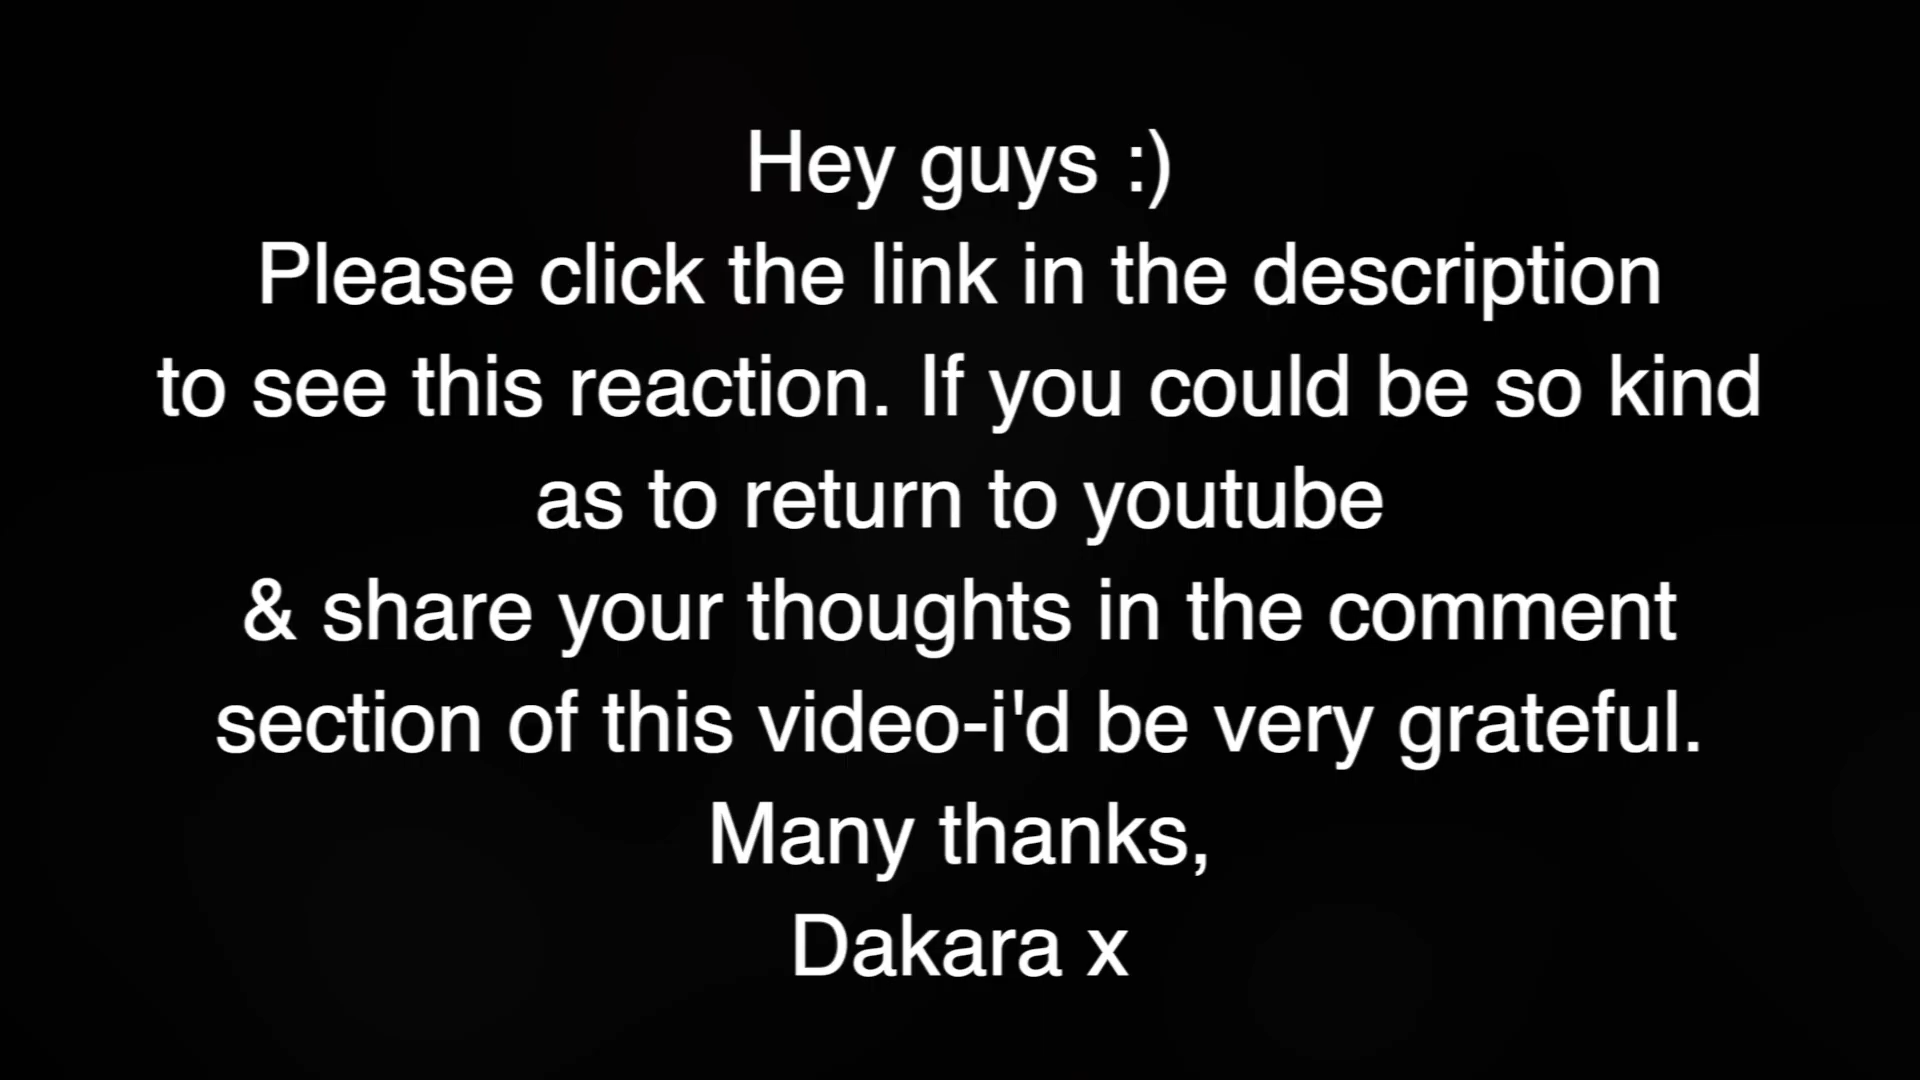 Hey guys :)
Please click the link in the description
to see this reaction. If you could be so kind
as to return to youtube
& share your thoughts in the comment
section of this video-i'd be very grateful.
Many thanks,
Dakara x